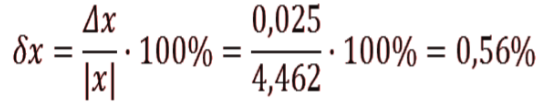 δx = Δx / |x| · 100% = 0,025 / 4,462 · 100% = 0,56%